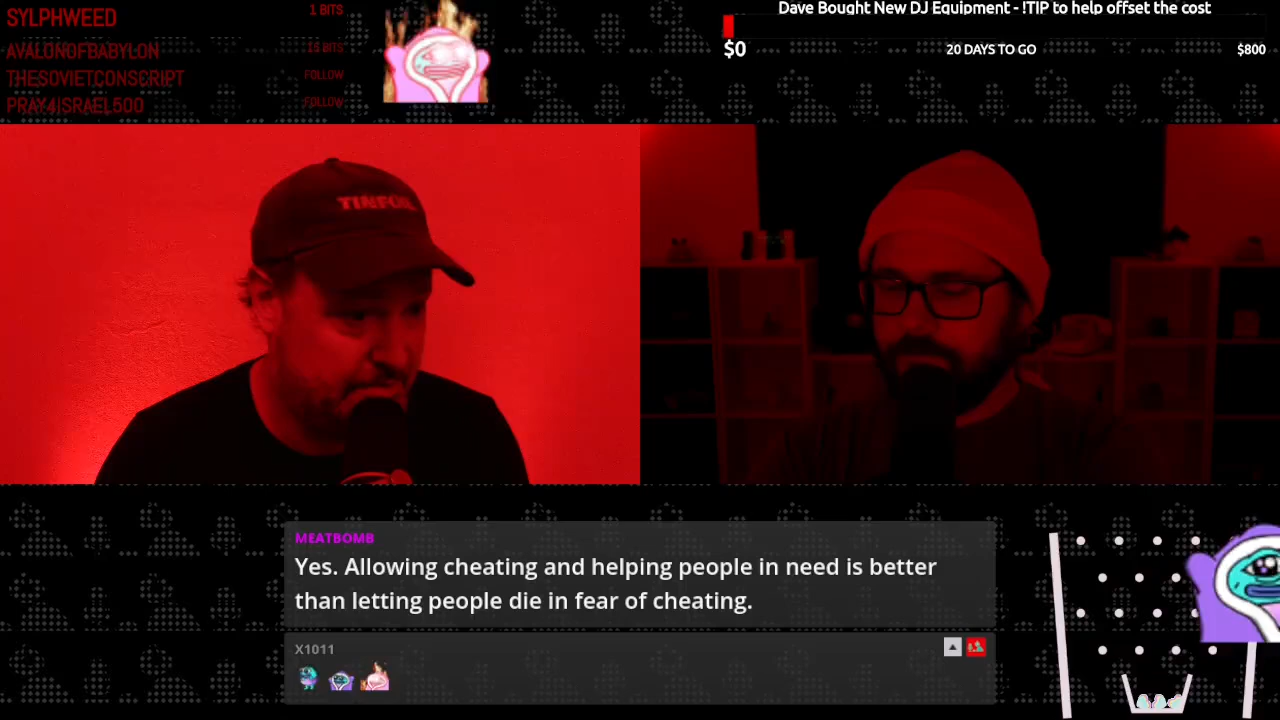 SYLPHWEED 1 BITS
AVALONOFBABYLON 15 BITS
THESOVIETCONSCRIPT FOLLOW
PRAY4ISRAEL500 FOLLOW
Dave Bought New DJ Equipment - !TIP to help offset the cost
$0 20 DAYS TO GO $800
TINFOIL
MEATBOMB
Yes. Allowing cheating and helping people in need is better
than letting people die in fear of cheating.
X1011